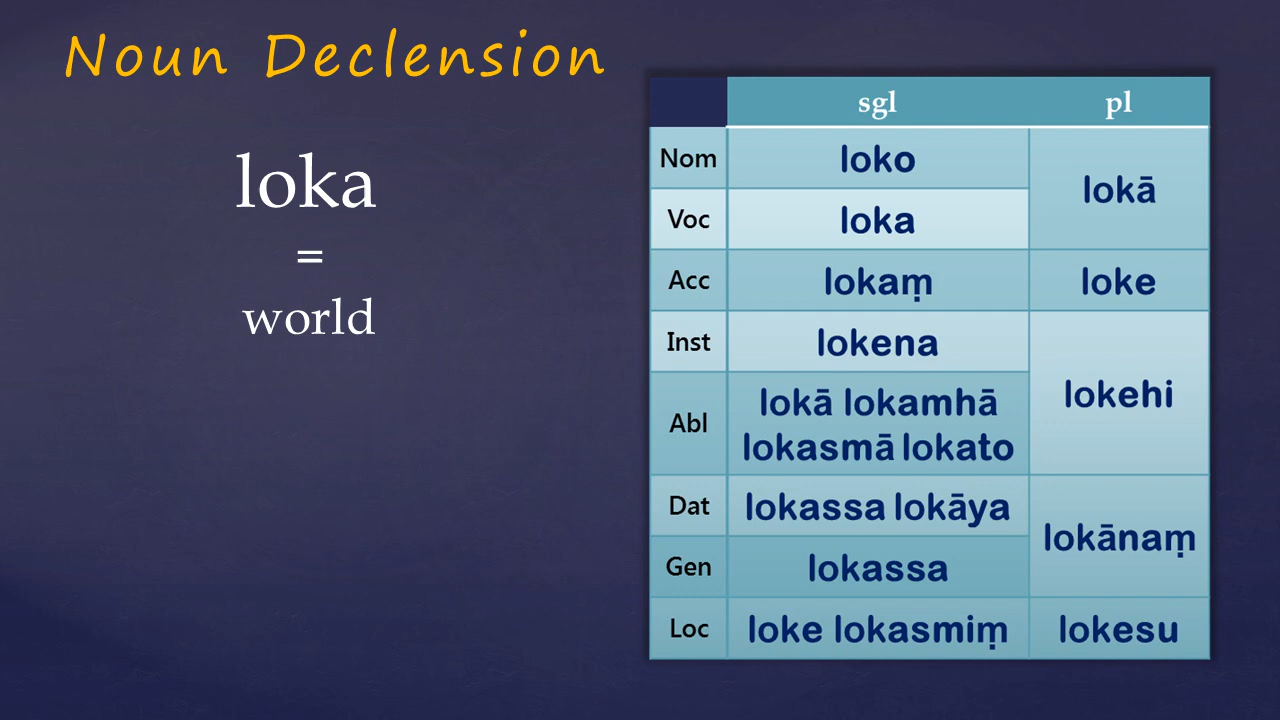 Noun Declension
loka
=
world
sgl pl
Nom loko lokā
Voc loka
Acc lokaṃ loke
Inst lokena lokehi
Abl lokā lokamhā
lokasmā lokato
Dat lokassa lokāya lokānaṃ
Gen lokassa
Loc loke lokasmiṃ lokesu